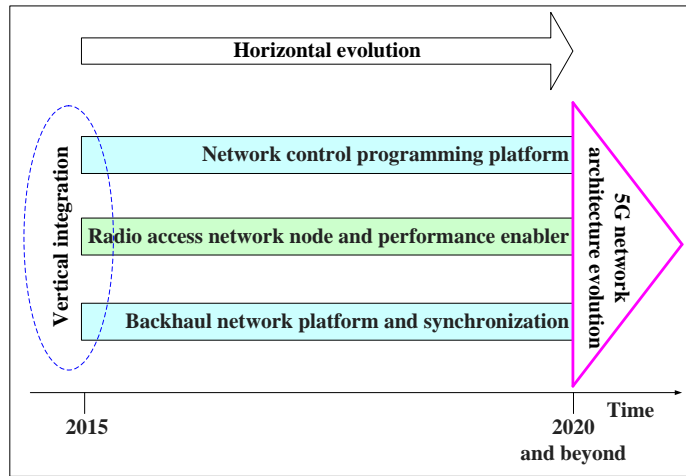 Horizontal evolution
Vertical integration
Network control programming platform
Radio access network node and performance enabler
Backhaul network platform and synchronization
5G network
architecture evolution
Time
2015
2020
and beyond